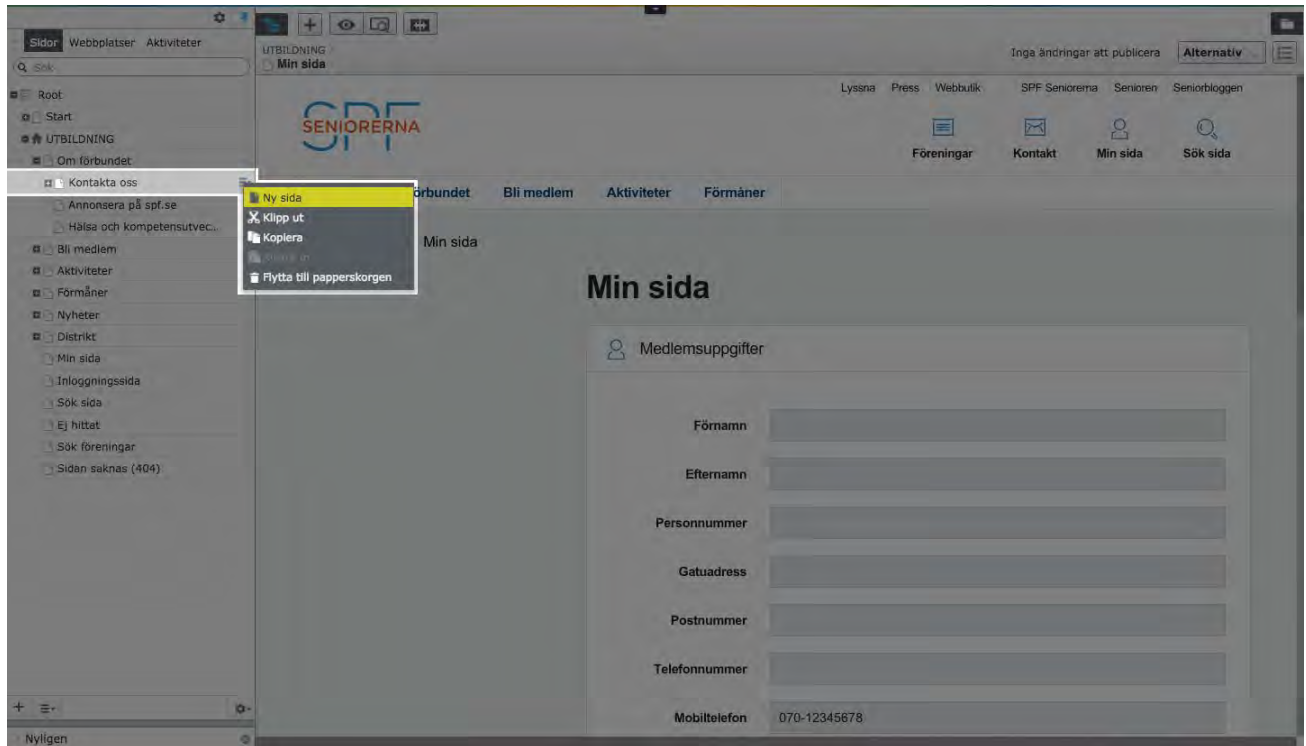 Sidor Webbplatser Aktiviteter
Sök
Root
Start
UTBILDNING
Om förbundet
Kontakta oss
Annonsera på spf.se
Hälsa och kompetensutvec...
Bli medlem
Aktiviteter
Förmåner
Nyheter
Distrikt
Min sida
Inloggningssida
Sök sida
Ej hittat
Sök föreningar
Sidan saknas (404)
Nyligen
Ny sida
Klipp ut
Kopiera
Flytta till papperskorgen
UTBILDNING
Min sida
Inga ändringar att publicera Alternativ
Lyssna Press Webbutik SPF Seniorerna Senioren Seniorbloggen
SPF
SENIORERNA
Föreningar Kontakt Min sida Sök sida
örbundet Bli medlem Aktiviteter Förmåner
Min sida
Min sida
Medlemsuppgifter
Förnamn
Efternamn
Personnummer
Gatuadress
Postnummer
Telefonnummer
Mobiltelefon 070-12345678